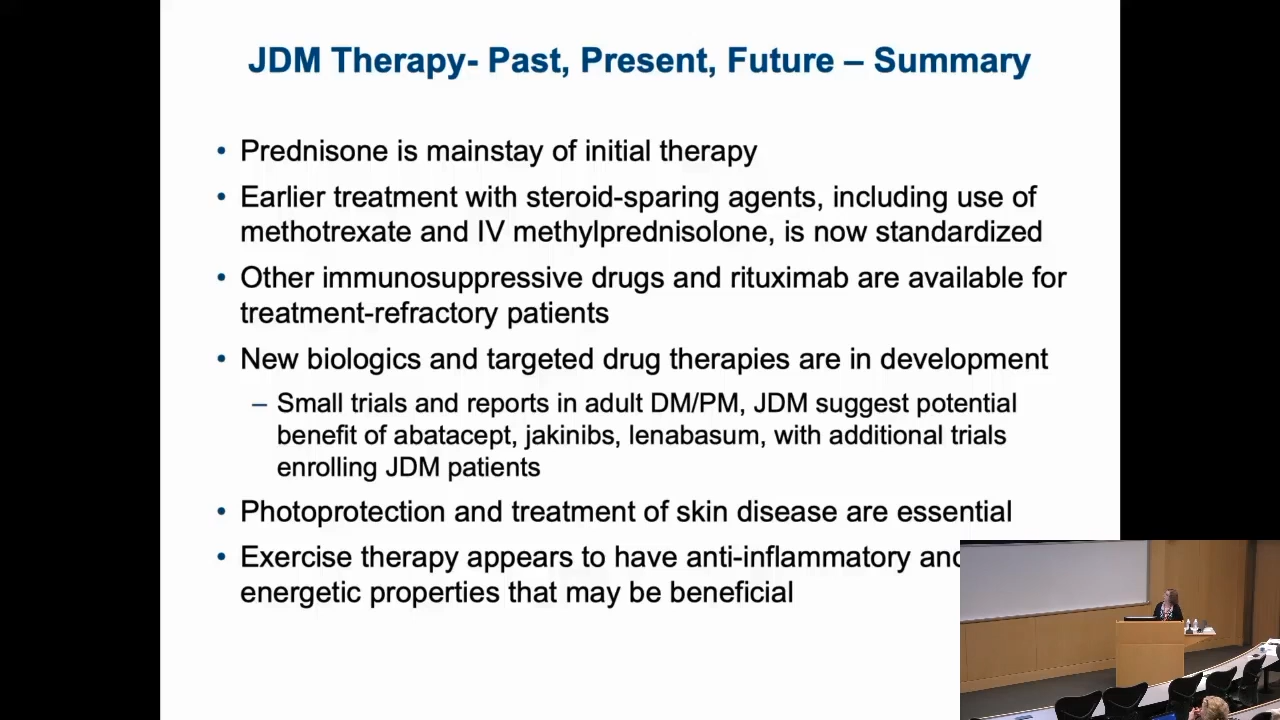 JDM Therapy- Past, Present, Future – Summary
• Prednisone is mainstay of initial therapy
• Earlier treatment with steroid-sparing agents, including use of
methotrexate and IV methylprednisolone, is now standardized
• Other immunosuppressive drugs and rituximab are available for
treatment-refractory patients
• New biologics and targeted drug therapies are in development
– Small trials and reports in adult DM/PM, JDM suggest potential
benefit of abatacept, jakinibs, lenabasum, with additional trials
enrolling JDM patients
• Photoprotection and treatment of skin disease are essential
• Exercise therapy appears to have anti-inflammatory
energetic properties that may be beneficial